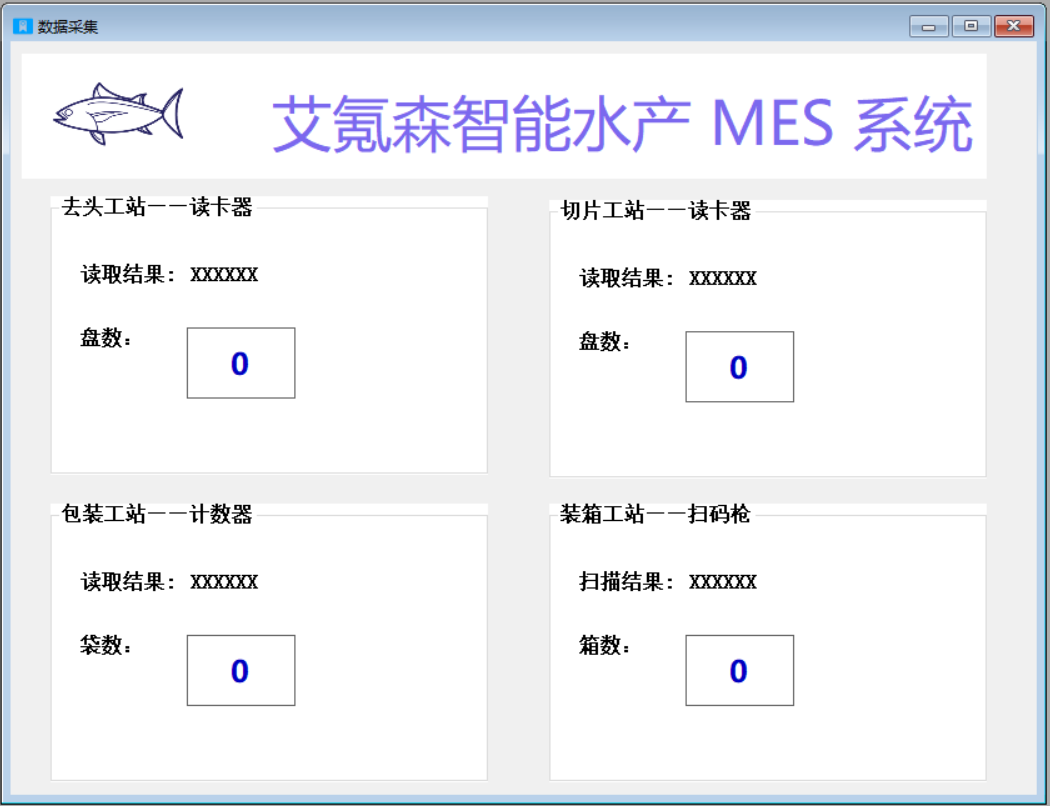 数据采集
艾氪森智能水产 MES 系统
去头工站——读卡器
读取结果: XXXXXX
盘数:
0
切片工站——读卡器
读取结果: XXXXXX
盘数:
0
包装工站——计数器
读取结果: XXXXXX
袋数:
0
装箱工站——扫码枪
扫描结果: XXXXXX
箱数:
0